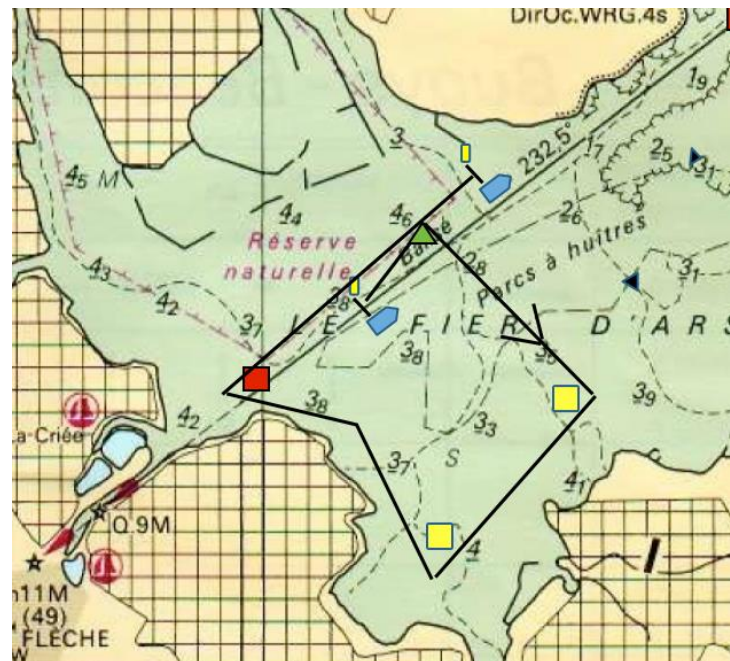 DirOc.WRG.4s
232.5°
1₉
3
1₇
2₅
3₁
4₅ M
4₄
4₆
2₆
Réserve
naturelle
Parcs à huîtres
2₈
3₁
4₃
4₂
2₈
3₇
LE FIER D'ARS
3₈
3₈
3₈
3₉
4₂
3₃
La-Criée
3₇
S
4₁
Q.9M
4
11M
(49)
FLÈCHE
W